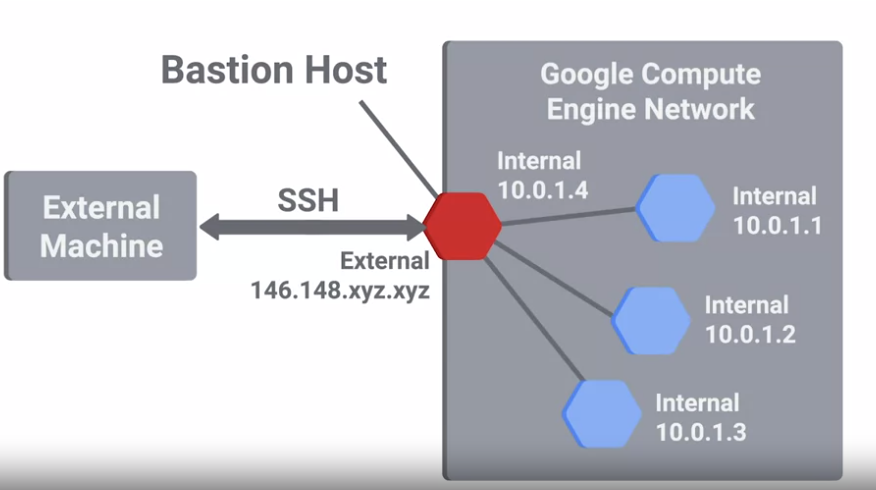 Bastion Host
Google Compute
Engine Network
External
Machine
SSH
External
146.148.xyz.xyz
Internal
10.0.1.4
Internal
10.0.1.1
Internal
10.0.1.2
Internal
10.0.1.3